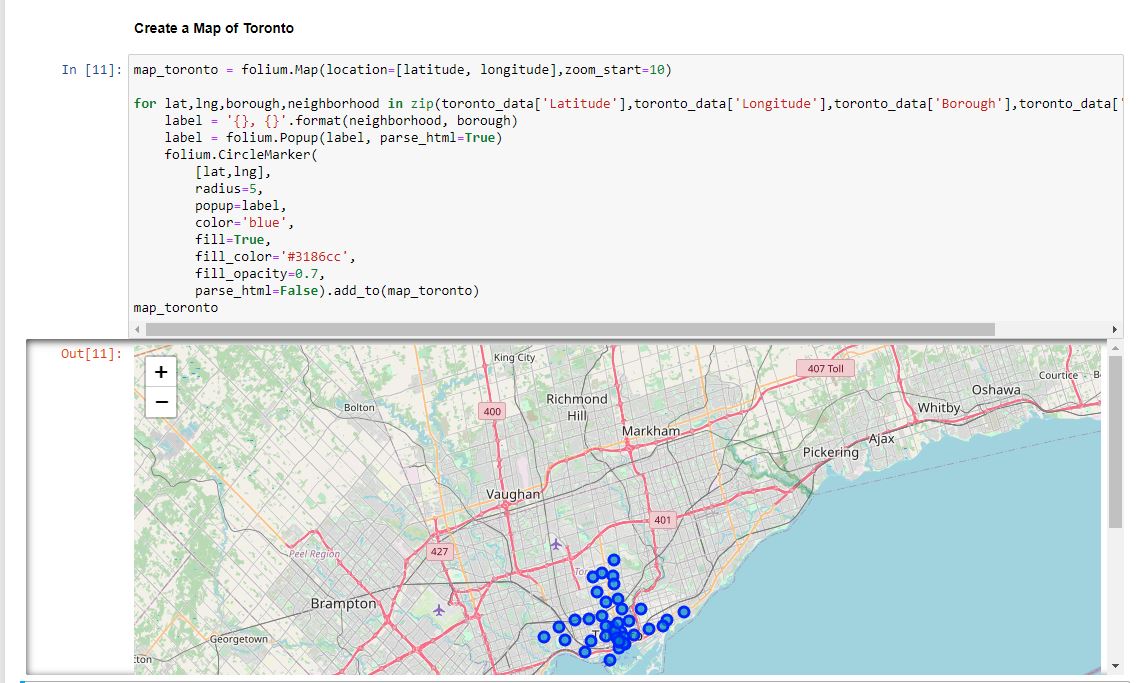 Create a Map of Toronto
In [11]: map_toronto = folium.Map(location=[latitude, longitude],zoom_start=10)
for lat,lng,borough,neighborhood in zip(toronto_data['Latitude'],toronto_data['Longitude'],toronto_data['Borough'],toronto_data['
label = '{}, {}'.format(neighborhood, borough)
label = folium.Popup(label, parse_html=True)
folium.CircleMarker(
[lat,lng],
radius=5,
popup=label,
color='blue',
fill=True,
fill_color='#3186cc',
fill_opacity=0.7,
parse_html=False).add_to(map_toronto)
map_toronto
Out[11]:
+
−
King City
407 Toll
Courtice
Oshawa
Richmond
Hill
Bolton
400
Whitby
Markham
Ajax
Pickering
Vaughan
401
427
Peel Region
Brampton
Georgetown